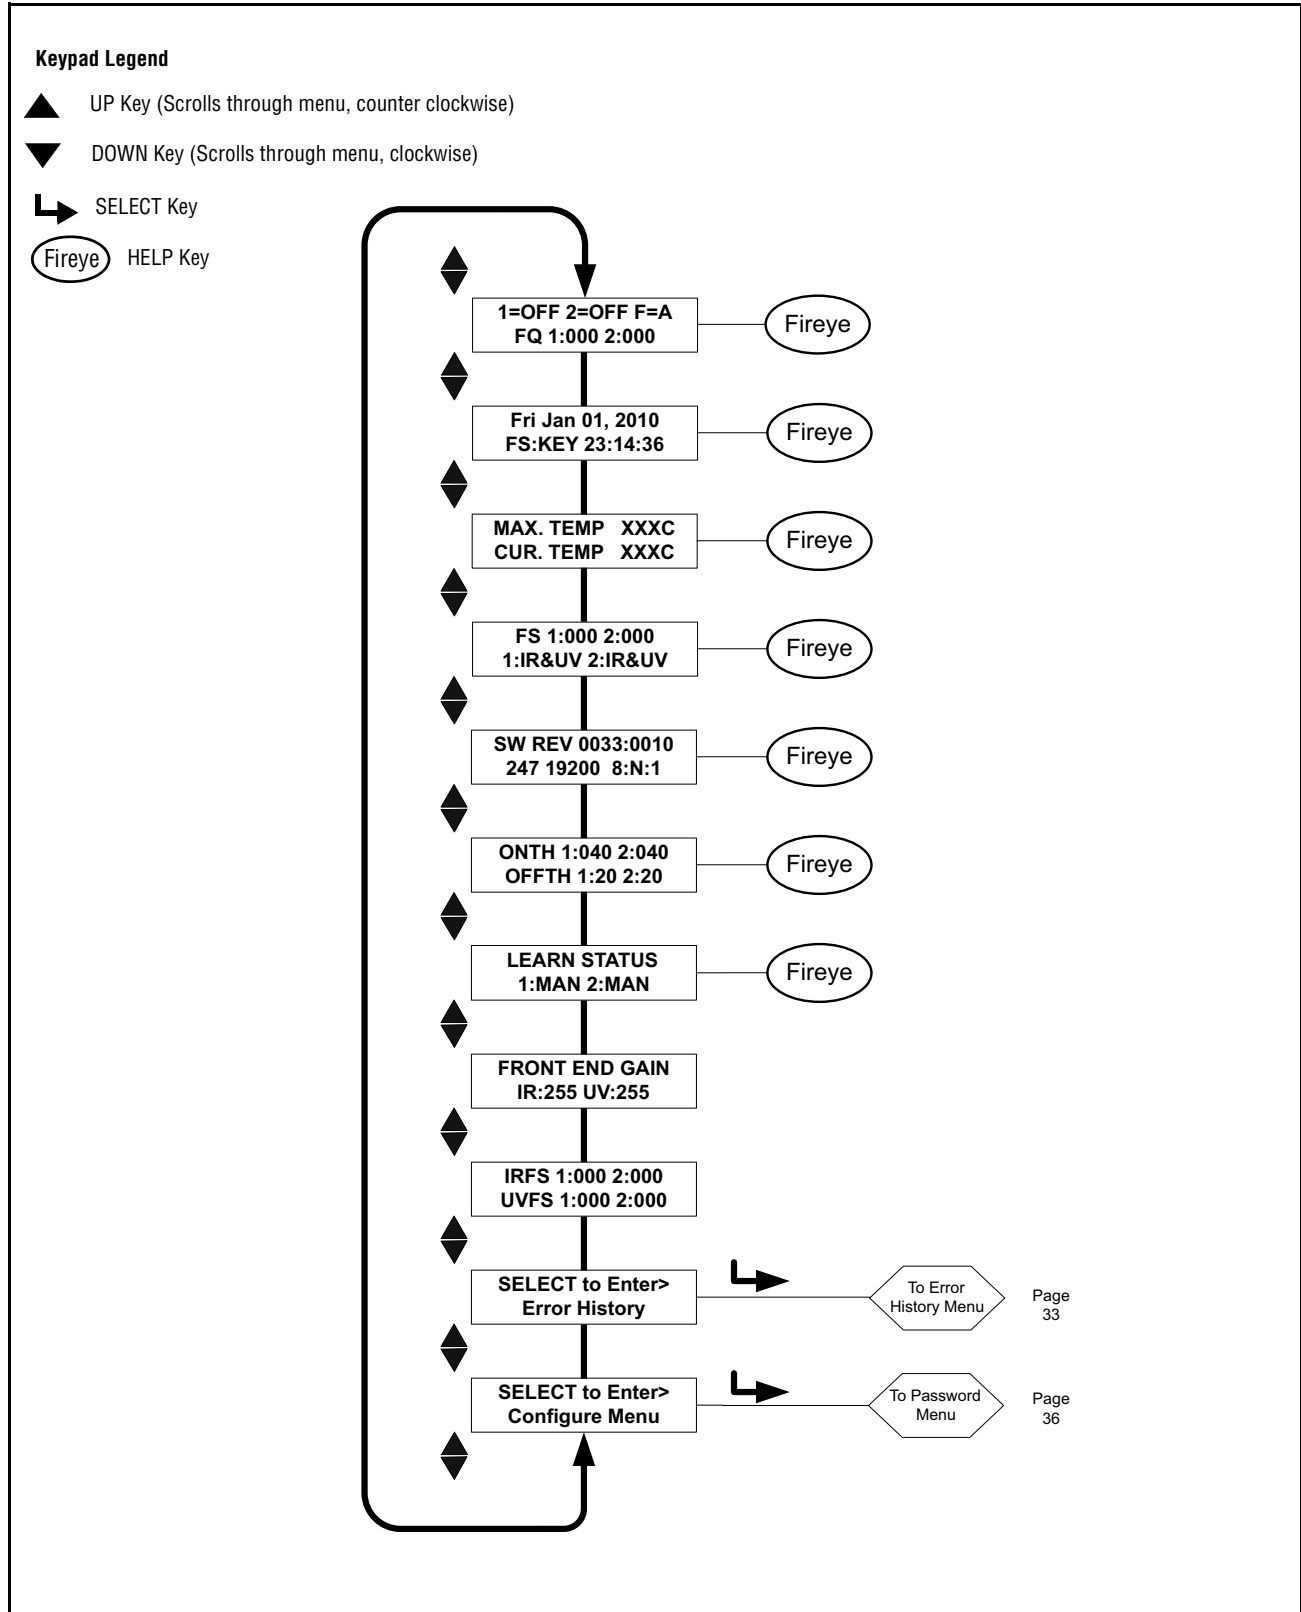 Keypad Legend
UP Key (Scrolls through menu, counter clockwise)
DOWN Key (Scrolls through menu, clockwise)
SELECT Key
Fireye HELP Key
1=OFF 2=OFF F=A
FQ 1:000 2:000
Fireye
Fri Jan 01, 2010
FS:KEY 23:14:36
Fireye
MAX. TEMP XXXC
CUR. TEMP XXXC
Fireye
FS 1:000 2:000
1:IR&UV 2:IR&UV
Fireye
SW REV 0033:0010
247 19200 8:N:1
Fireye
ONTH 1:040 2:040
OFFTH 1:20 2:20
Fireye
LEARN STATUS
1:MAN 2:MAN
Fireye
FRONT END GAIN
IR:255 UV:255
IRFS 1:000 2:000
UVFS 1:000 2:000
SELECT to Enter>
Error History
To Error
History Menu
Page
33
SELECT to Enter>
Configure Menu
To Password
Menu
Page
36